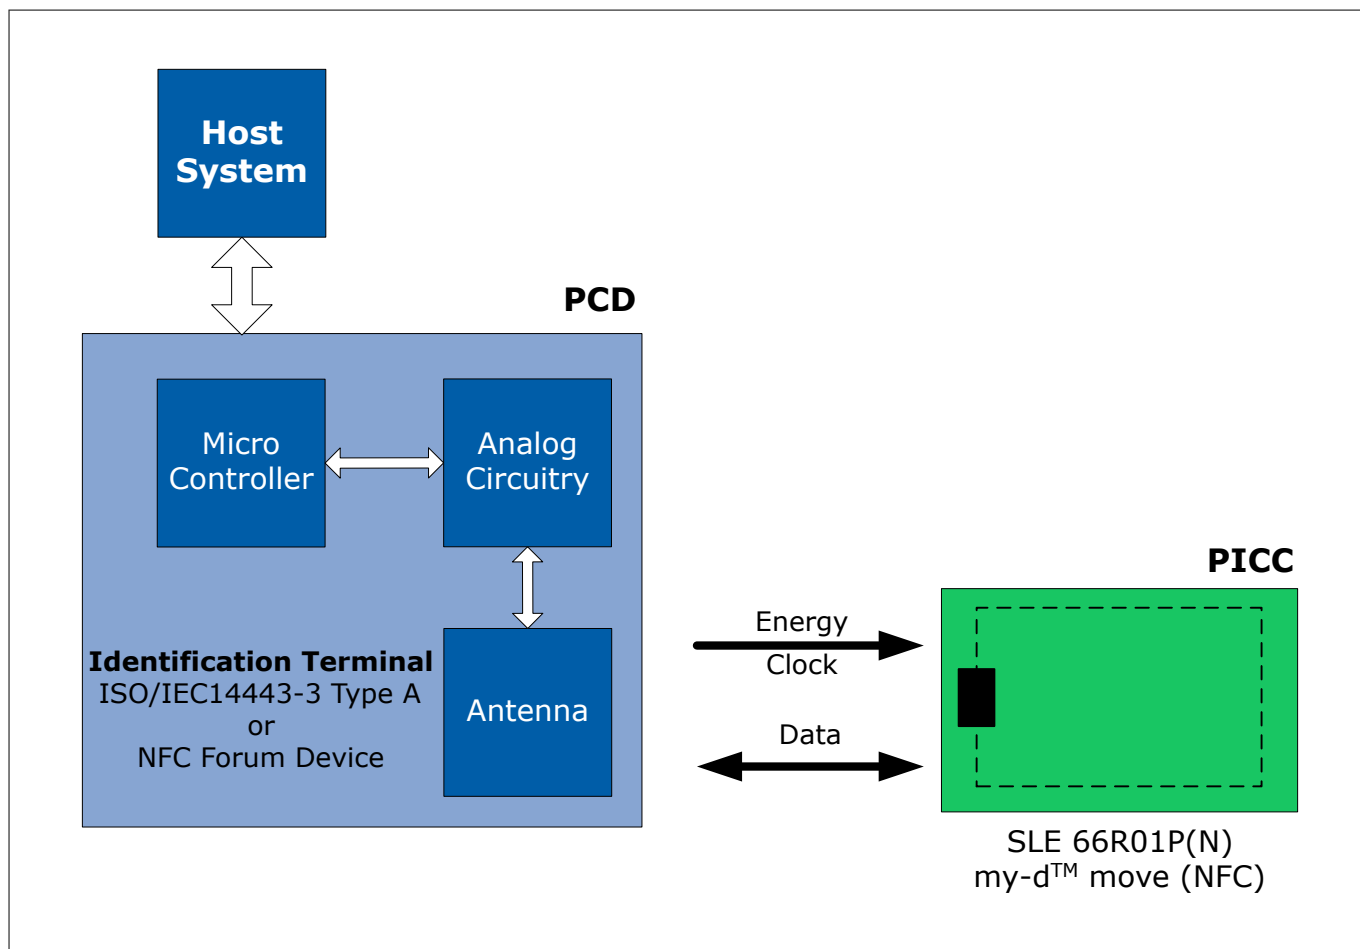 Host
System
PCD
Micro
Controller
Analog
Circuitry
Identification Terminal
ISO/IEC14443-3 Type A
or
NFC Forum Device
Antenna
Energy
Clock
Data
PICC
SLE 66R01P(N)
my-d™ move (NFC)